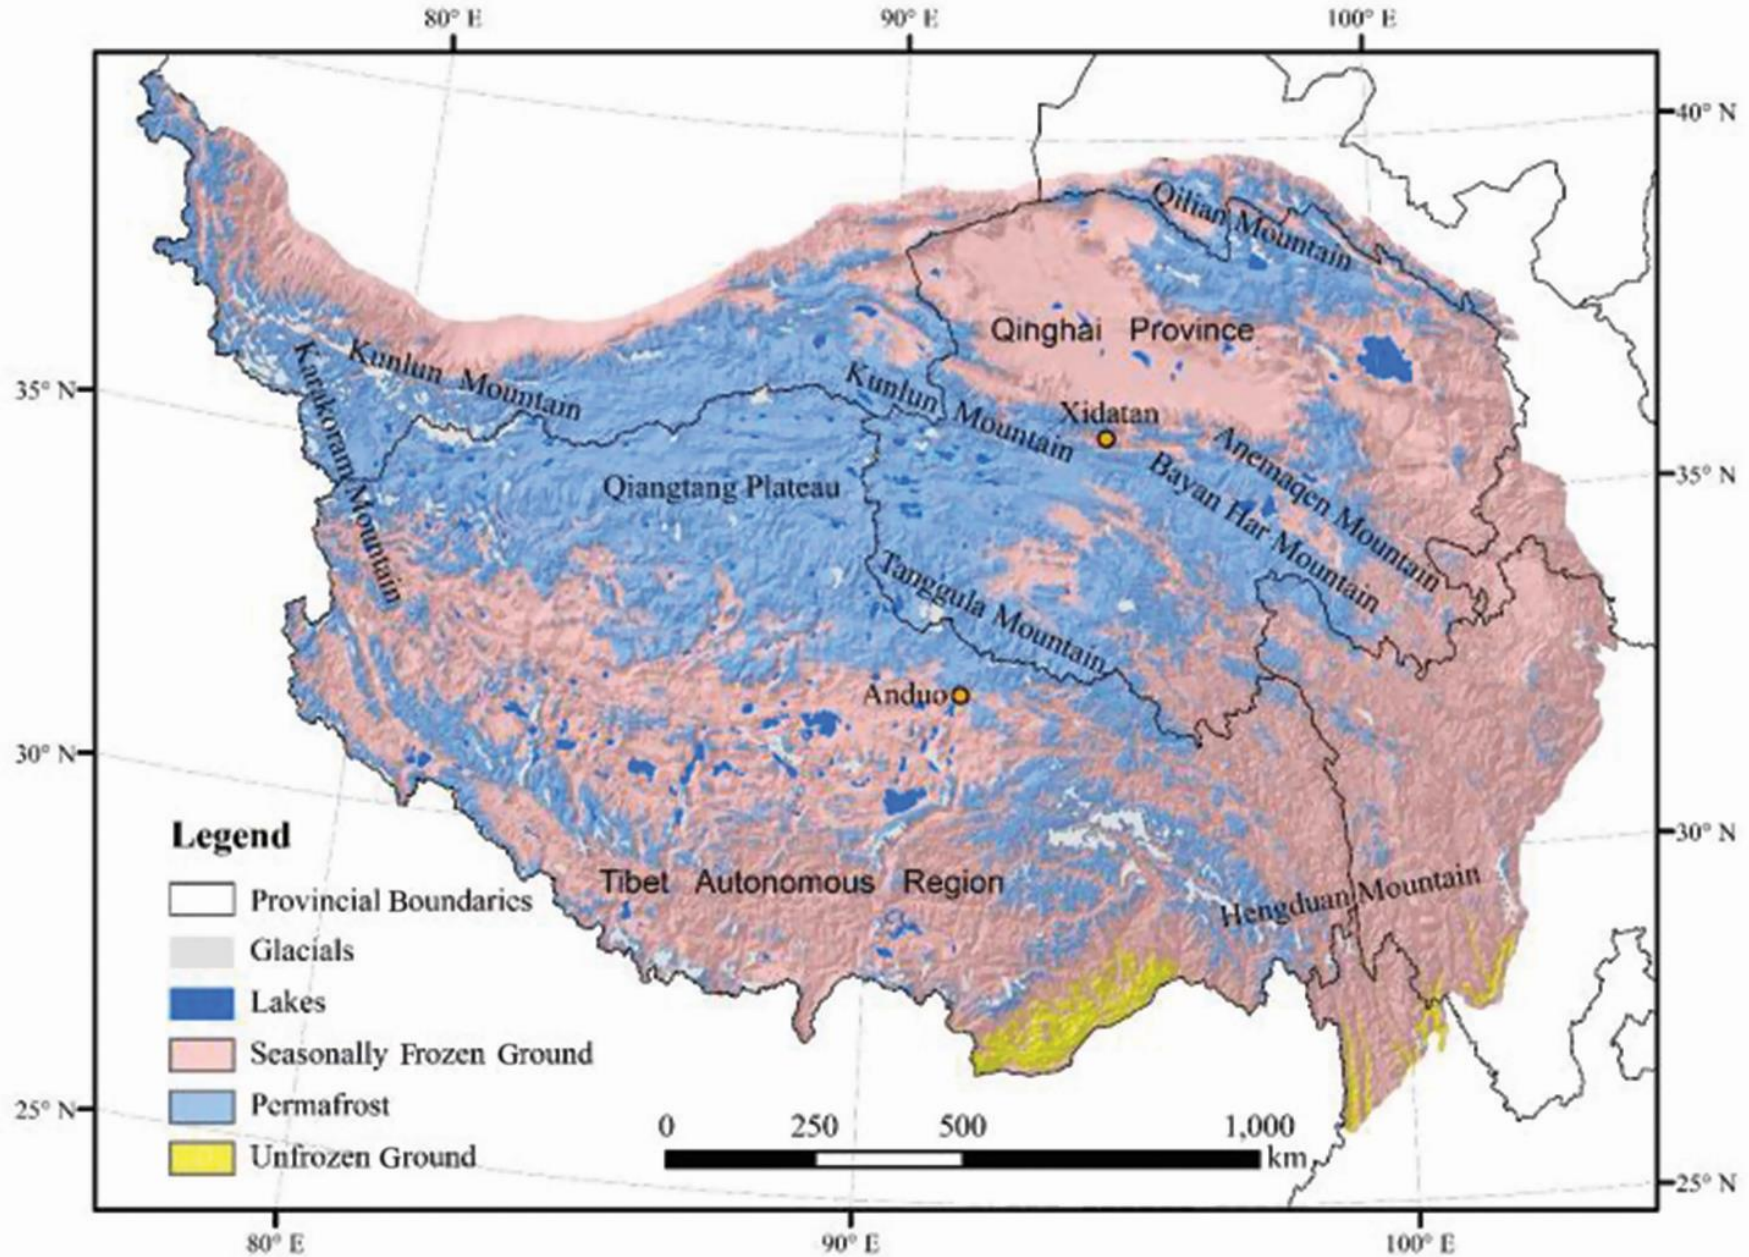 80° E
90° E
100° E
40° N
Qilian Mountain
Qinghai Province
Kunlun Mountain
Karakoram Mountain
35° N
Kunlun Mountain
Xidatan
Anemaqen Mountain
35° N
Qiangtang Plateau
Bayan Har Mountain
Tanggula Mountain
Anduo
30° N
30° N
Legend
Tibet Autonomous Region
Hengduan Mountain
Provincial Boundaries
Glacials
Lakes
Seasonally Frozen Ground
Permafrost
Unfrozen Ground
25° N
0 250 500 1,000
km
25° N
80° E
90° E
100° E